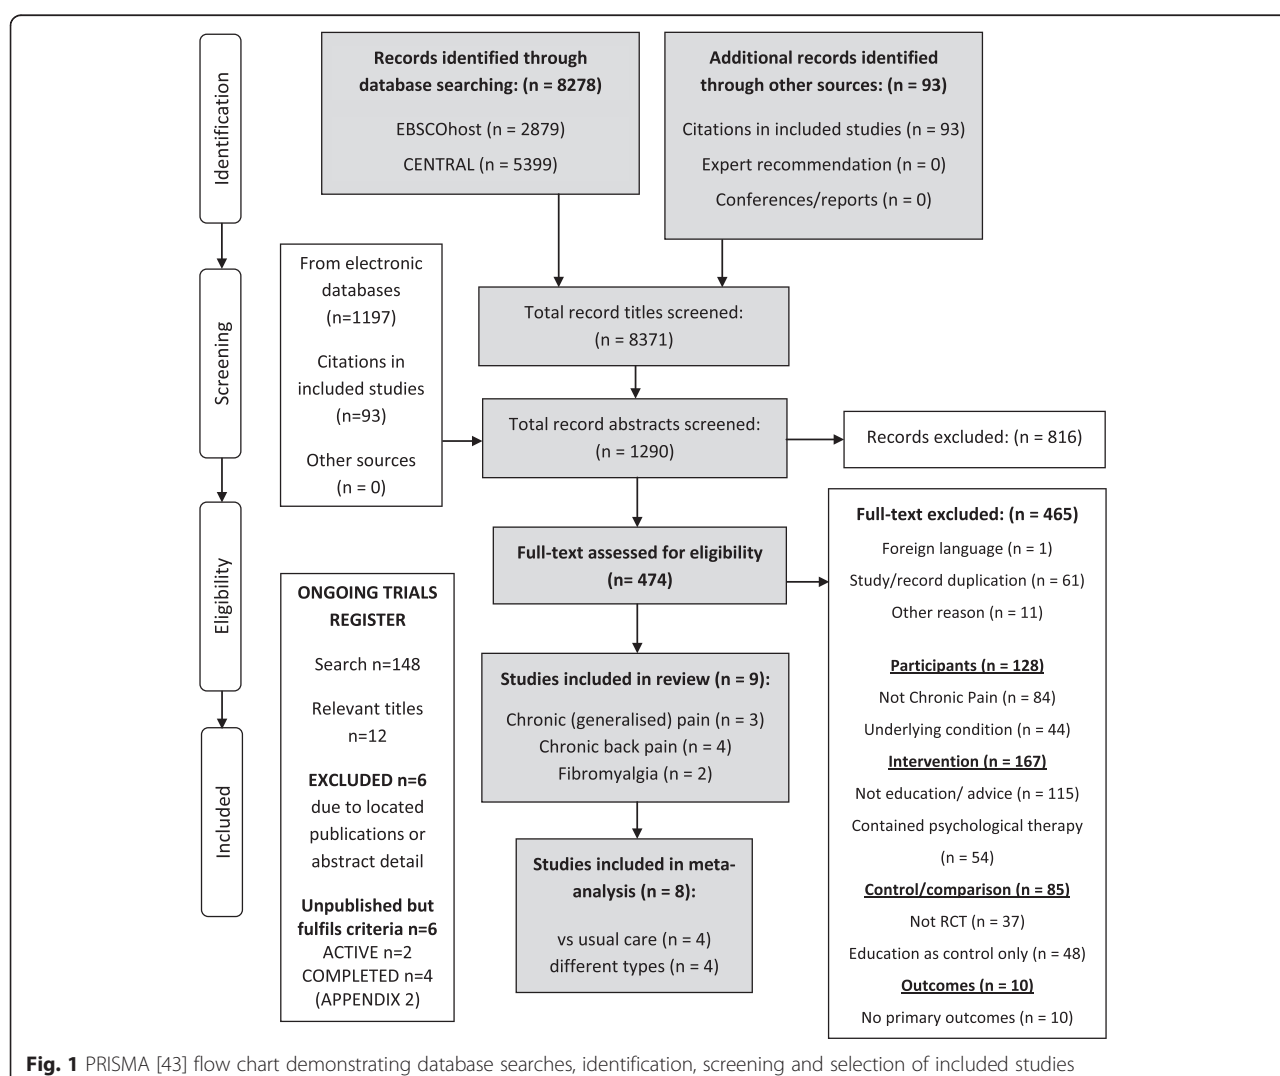 Identification
Screening
Eligibility
Included
Records identified through
database searching: (n = 8278)
EBSCOhost (n = 2879)
CENTRAL (n = 5399)
Additional records identified
through other sources: (n = 93)
Citations in included studies (n = 93)
Expert recommendation (n = 0)
Conferences/reports (n = 0)
From electronic
databases
(n=1197)
Citations in
included studies
(n=93)
Other sources
(n = 0)
Total record titles screened:
(n = 8371)
Total record abstracts screened:
(n = 1290)
Records excluded: (n = 816)
Full-text assessed for eligibility
(n= 474)
Full-text excluded: (n = 465)
Foreign language (n = 1)
Study/record duplication (n = 61)
Other reason (n = 11)
Participants (n = 128)
Not Chronic Pain (n = 84)
Underlying condition (n = 44)
Intervention (n = 167)
Not education/ advice (n = 115)
Contained psychological therapy
(n = 54)
Control/comparison (n = 85)
Not RCT (n = 37)
Education as control only (n = 48)
Outcomes (n = 10)
No primary outcomes (n = 10)
ONGOING TRIALS
REGISTER
Search n=148
Relevant titles
n=12
EXCLUDED n=6
due to located
publications or
abstract detail
Unpublished but
fulfils criteria n=6
ACTIVE n=2
COMPLETED n=4
(APPENDIX 2)
Studies included in review (n = 9):
Chronic (generalised) pain (n = 3)
Chronic back pain (n = 4)
Fibromyalgia (n = 2)
Studies included in meta-
analysis (n = 8):
vs usual care (n = 4)
different types (n = 4)
Fig. 1 PRISMA [43] flow chart demonstrating database searches, identification, screening and selection of included studies